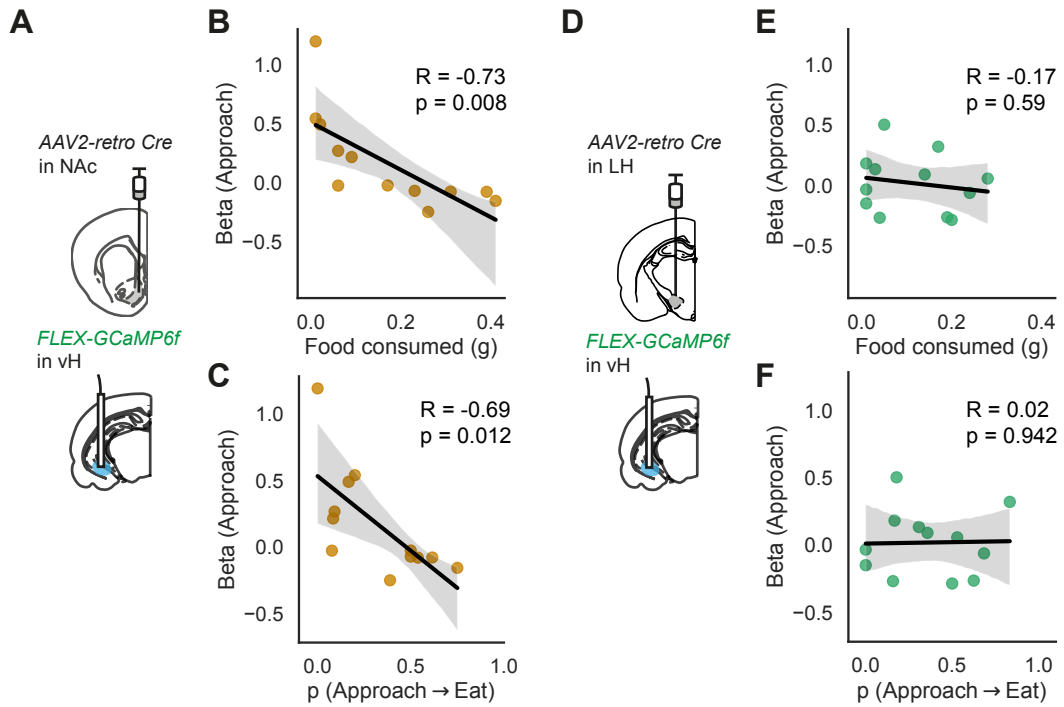 A
AAV2-retro Cre
in NAc
FLEX-GCaMP6f
in vH
B
R = -0.73
p = 0.008
1.0
0.5
0.0
−0.5
Beta (Approach)
0.0 0.2 0.4
Food consumed (g)
C
R = -0.69
p = 0.012
1.0
0.5
0.0
−0.5
Beta (Approach)
0.0 0.5 1.0
p (Approach → Eat)
D
AAV2-retro Cre
in LH
FLEX-GCaMP6f
in vH
E
R = -0.17
p = 0.59
1.0
0.5
0.0
−0.5
Beta (Approach)
0.0 0.2 0.4
Food consumed (g)
F
R = 0.02
p = 0.942
1.0
0.5
0.0
−0.5
Beta (Approach)
0.0 0.5 1.0
p (Approach → Eat)